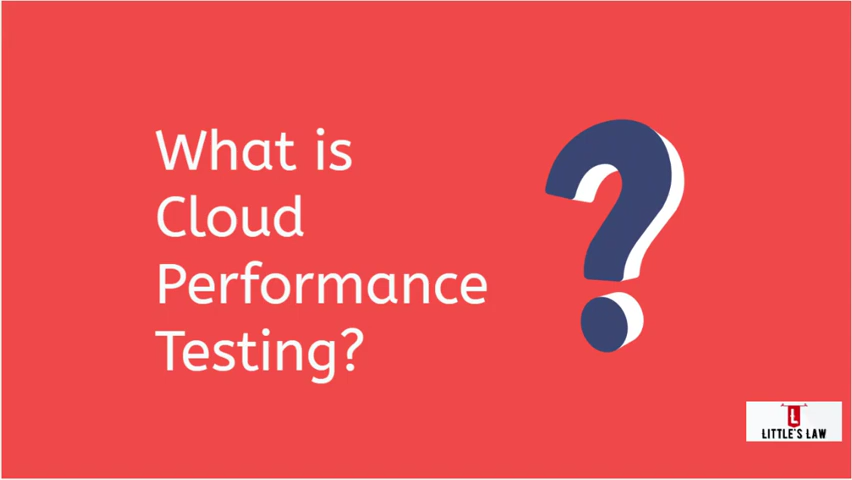 What is
Cloud
Performance
Testing?
?
L
LITTLE'S LAW